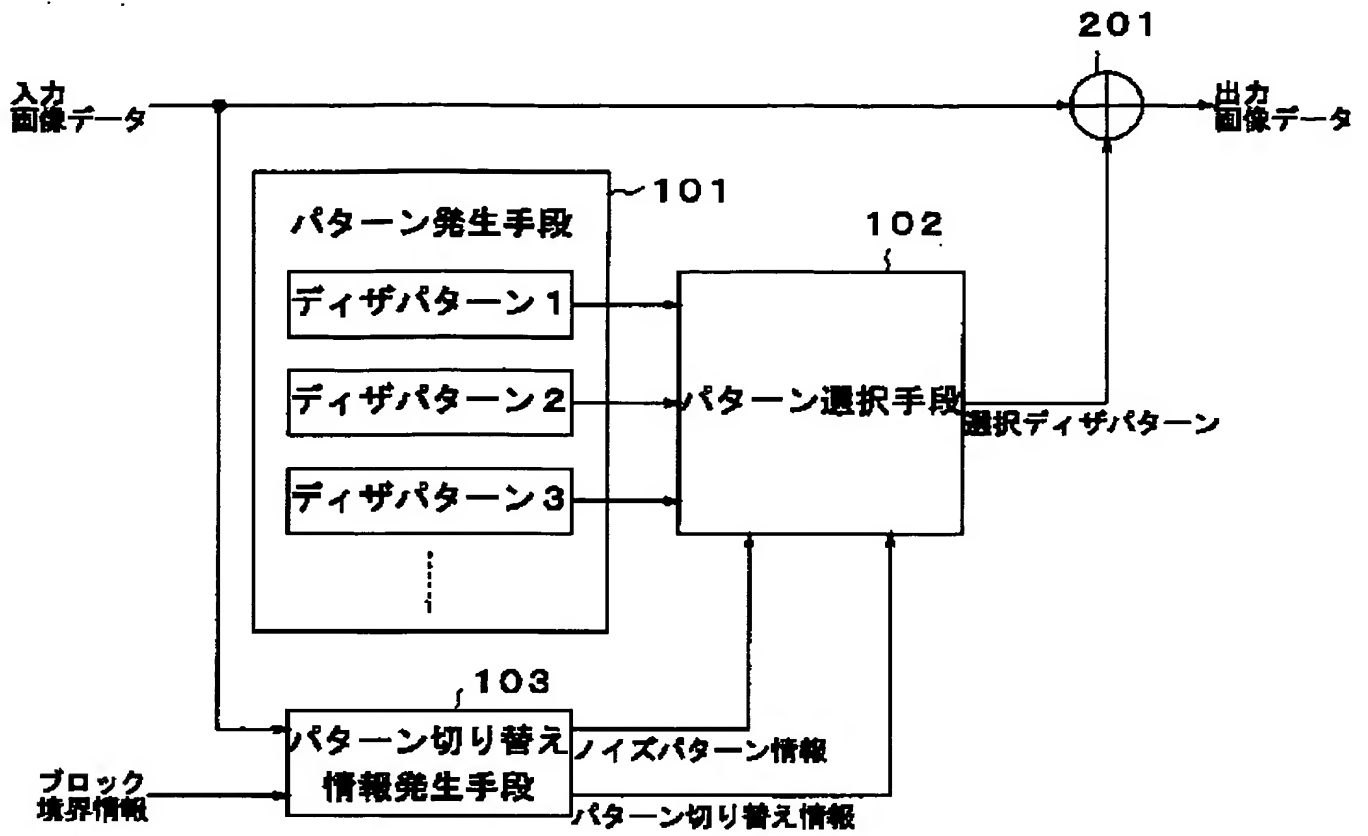 201
入力
画像データ
出力
画像データ
101
パターン発生手段
102
ディザパターン1
ディザパターン2
パターン選択手段
選択ディザパターン
ディザパターン3
103
パターン切り替え
情報発生手段
ノイズパターン情報
ブロック
境界情報
パターン切り替え情報